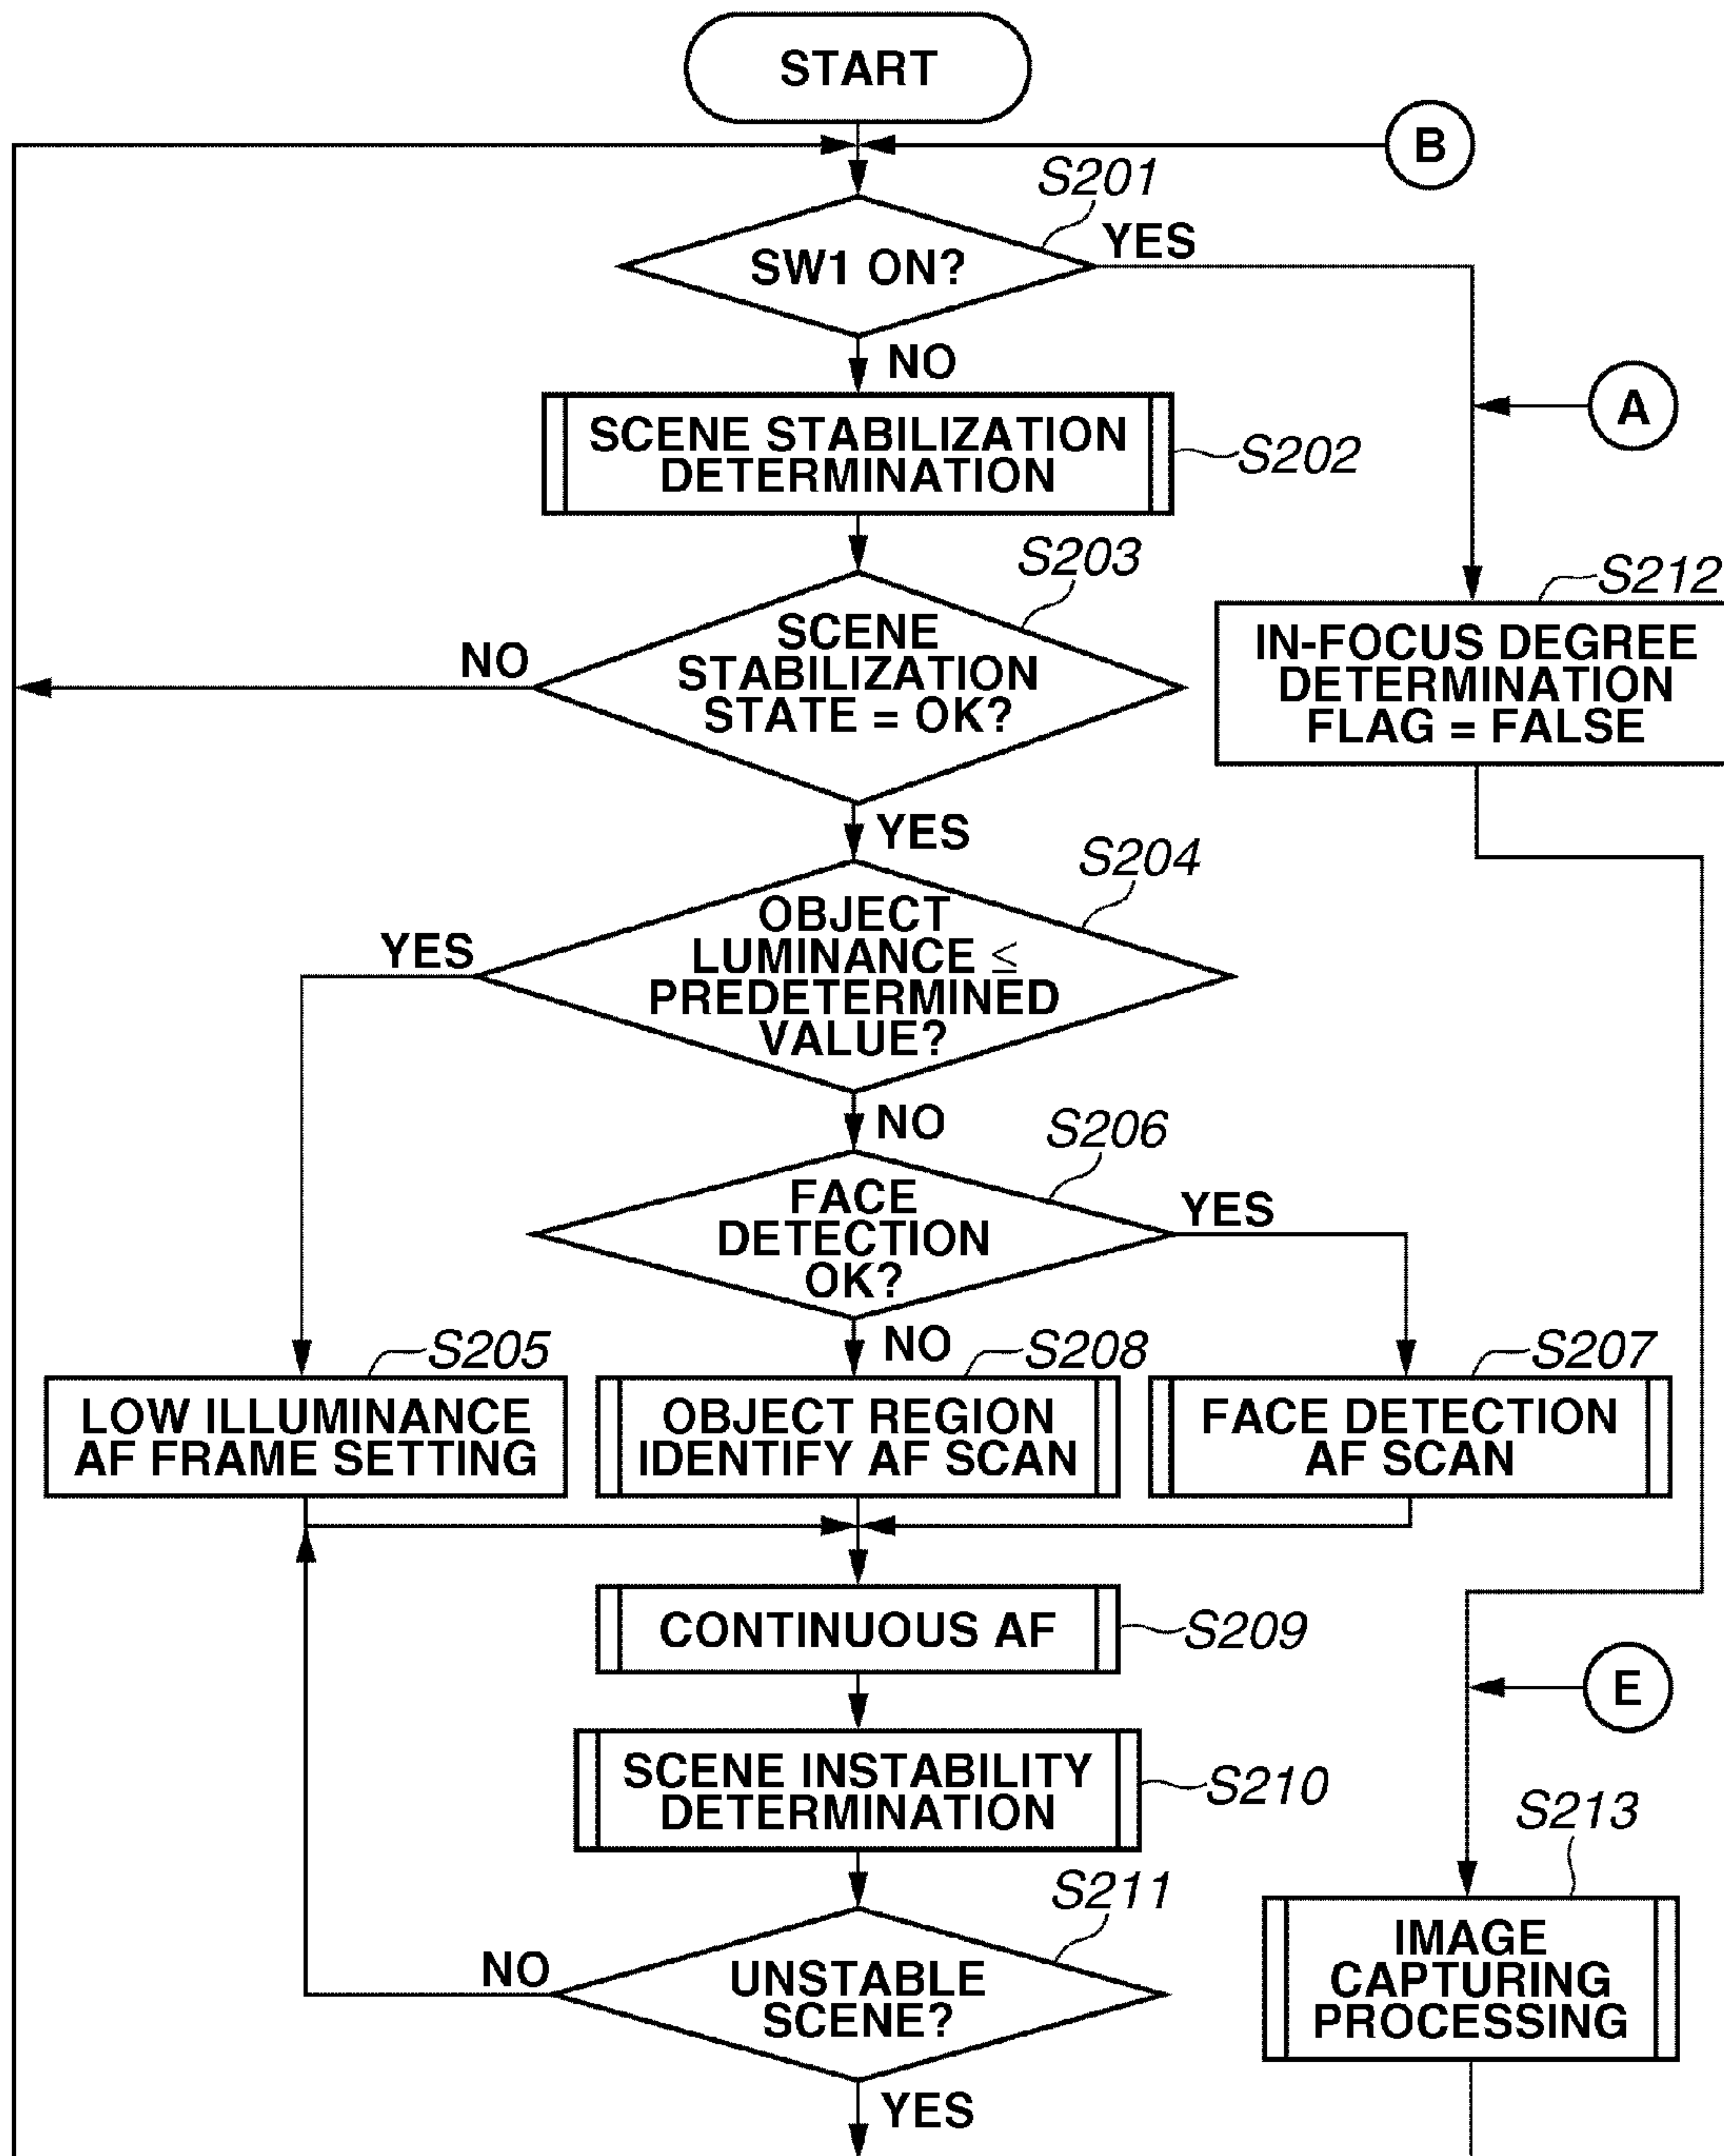 START
B
S201
SW1 ON?
YES
NO
A
SCENE STABILIZATION
DETERMINATION
S202
S203
SCENE
STABILIZATION
STATE = OK?
NO
YES
S212
IN-FOCUS DEGREE
DETERMINATION
FLAG = FALSE
S204
OBJECT
LUMINANCE ≤
PREDETERMINED
VALUE?
YES
NO
S206
FACE
DETECTION
OK?
YES
NO
S205
LOW ILLUMINANCE
AF FRAME SETTING
S208
OBJECT REGION
IDENTIFY AF SCAN
S207
FACE DETECTION
AF SCAN
CONTINUOUS AF
S209
E
SCENE INSTABILITY
DETERMINATION
S210
S211
UNSTABLE
SCENE?
NO
YES
S213
IMAGE
CAPTURING
PROCESSING